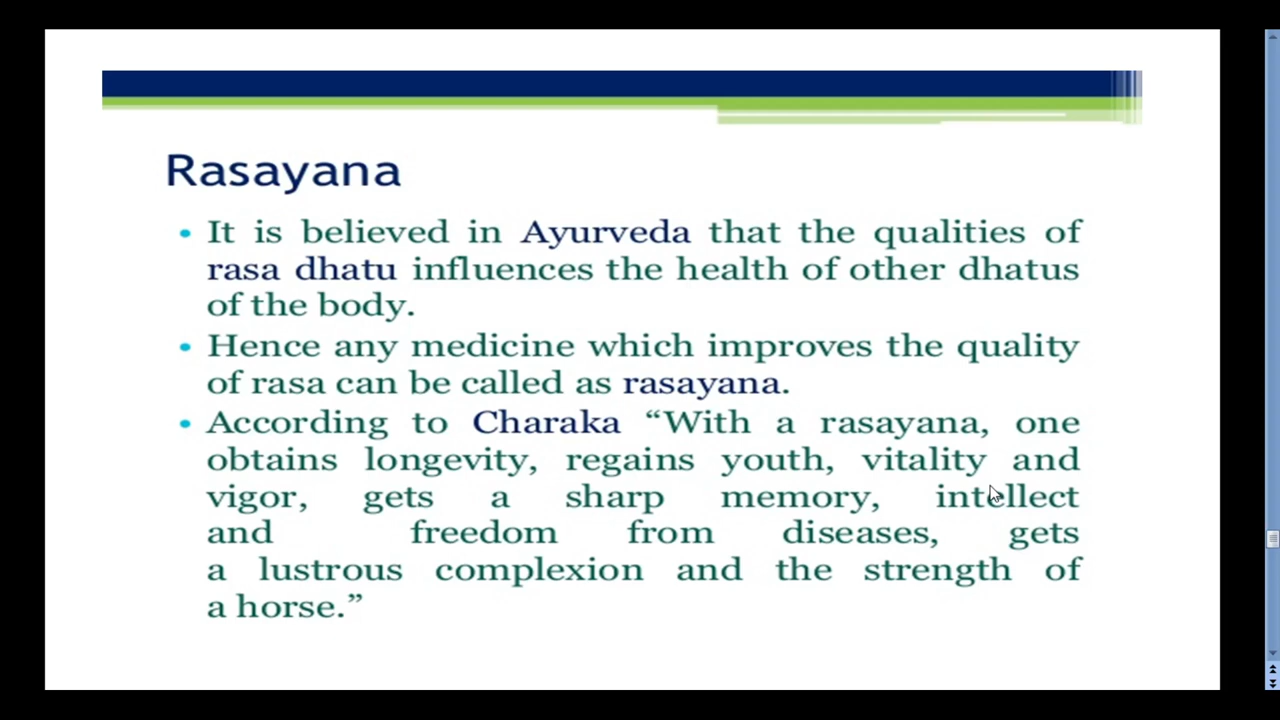 Rasayana
• It is believed in Ayurveda that the qualities of
rasa dhatu influences the health of other dhatus
of the body.
• Hence any medicine which improves the quality
of rasa can be called as rasayana.
• According to Charaka “With a rasayana, one
obtains longevity, regains youth, vitality and
vigor, gets a sharp memory, intellect
and freedom from diseases, gets
a lustrous complexion and the strength of
a horse.”